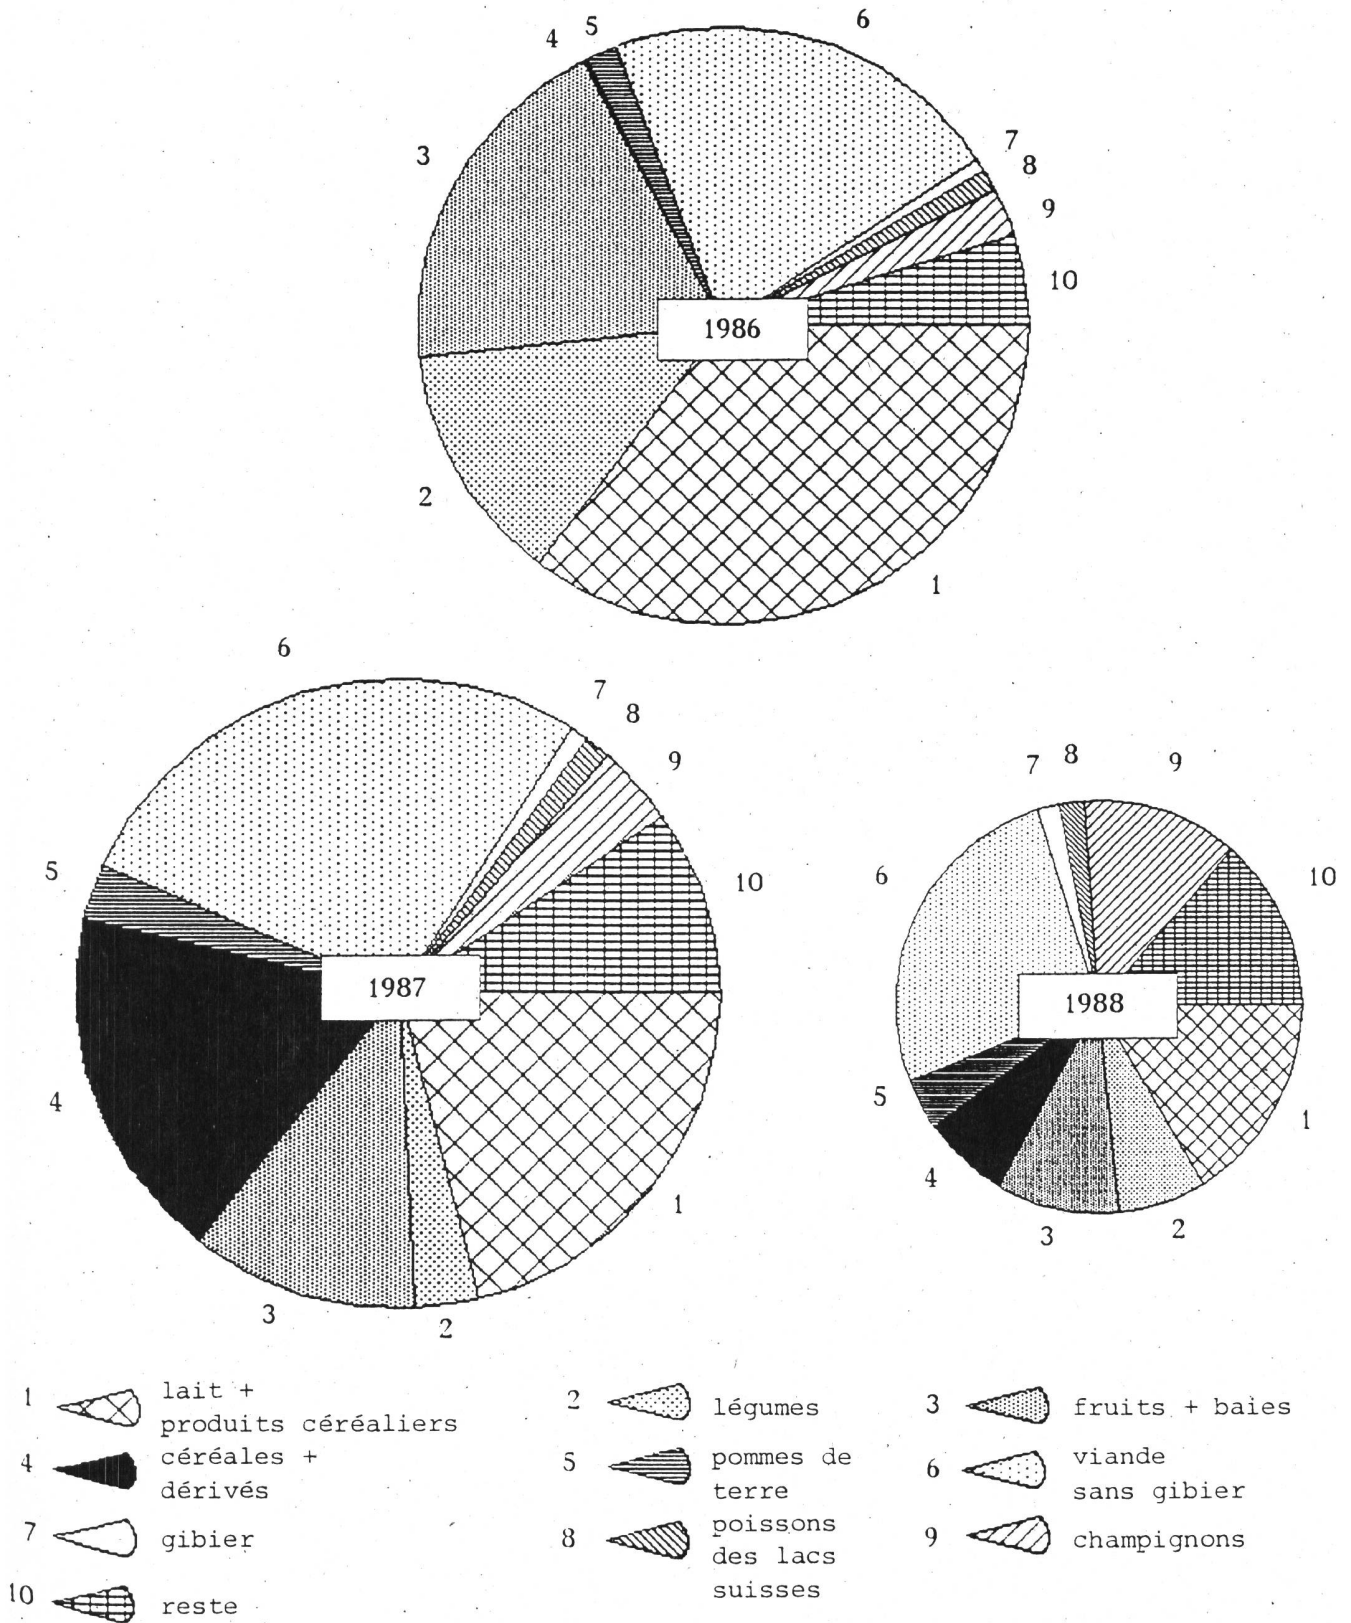 6
5
4
7
8
3
9
10
1986
2
1
6
7
8
9
5
10
1987
4
1
3
2
7
8
9
6
10
1988
5
1
4
3
2
1 lait +
produits céréaliers
2 légumes
3 fruits + baies
4 céréales +
dérivés
5 pommes de
terre
6 viande
sans gibier
7 gibier
8 poissons
des lacs
suisses
9 champignons
10 reste